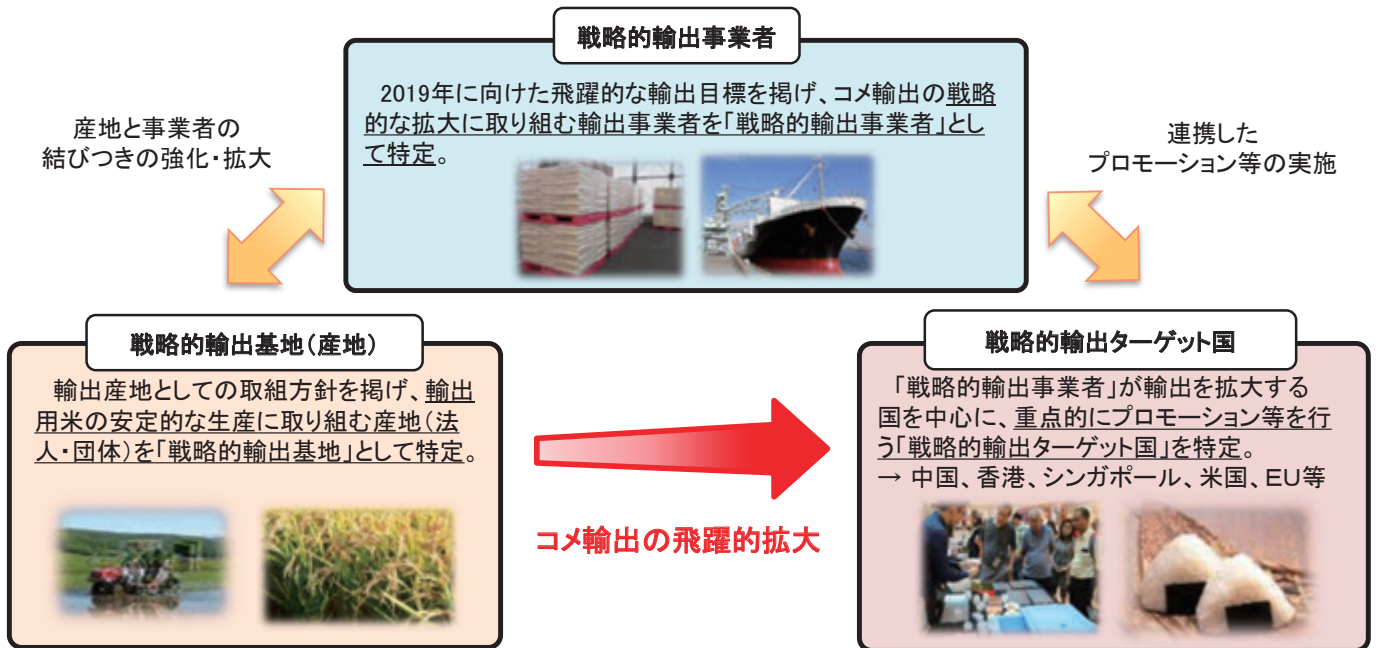 戦略的輸出事業者
2019年に向けた飛躍的な輸出目標を掲げ、コメ輸出の戦略
的な拡大に取り組む輸出事業者を「戦略的輸出事業者」とし
て特定。
産地と事業者の
結びつきの強化・拡大
連携した
プロモーション等の実施
戦略的輸出基地(産地)
輸出産地としての取組方針を掲げ、輸出
用米の安定的な生産に取り組む産地(法
人・団体)を「戦略的輸出基地」として特定。
コメ輸出の飛躍的拡大
戦略的輸出ターゲット国
「戦略的輸出事業者」が輸出を拡大する
国を中心に、重点的にプロモーション等を行
う「戦略的輸出ターゲット国」を特定。
→ 中国、香港、シンガポール、米国、EU等